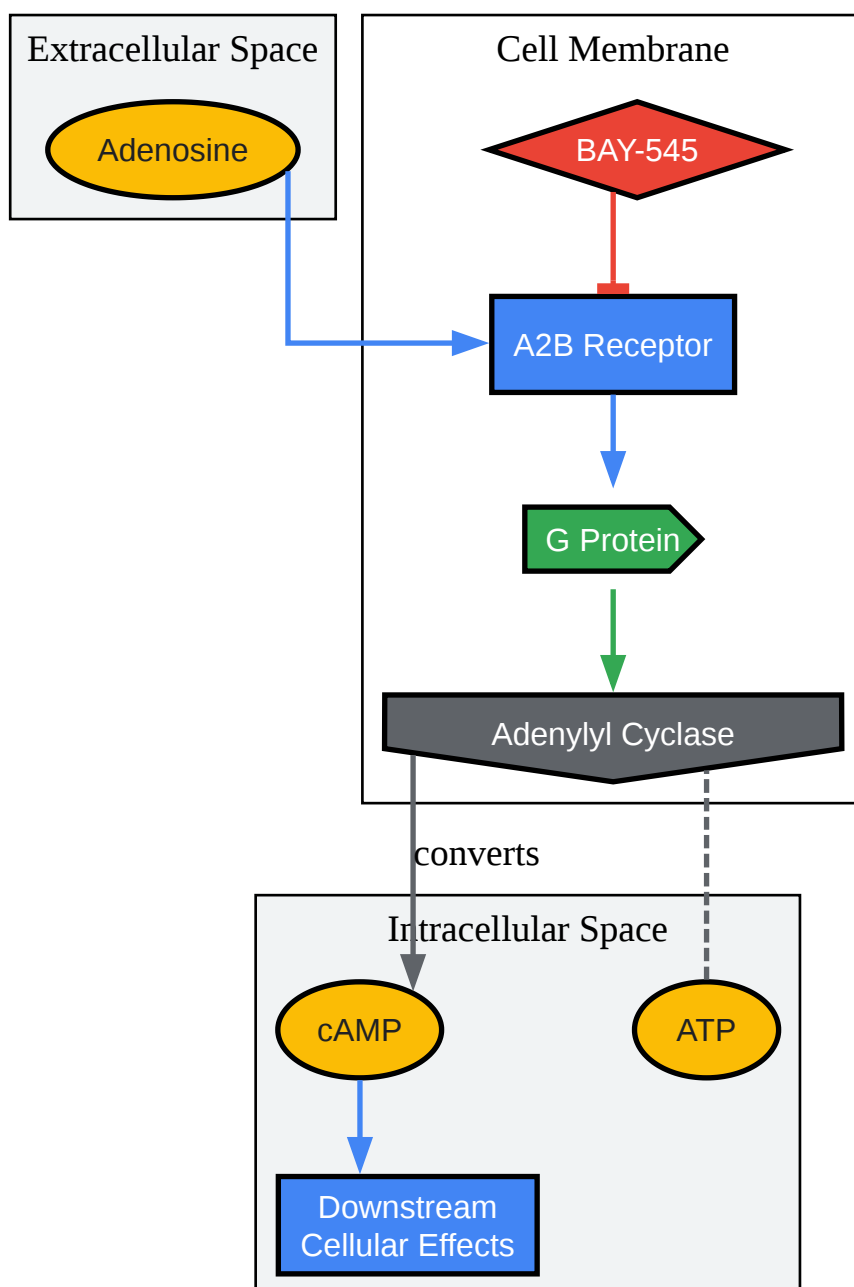 Extracellular Space
Cell Membrane
Adenosine
BAY-545
A2B Receptor
G Protein
Adenylyl Cyclase
converts
Intracellular Space
cAMP
ATP
Downstream
Cellular Effects